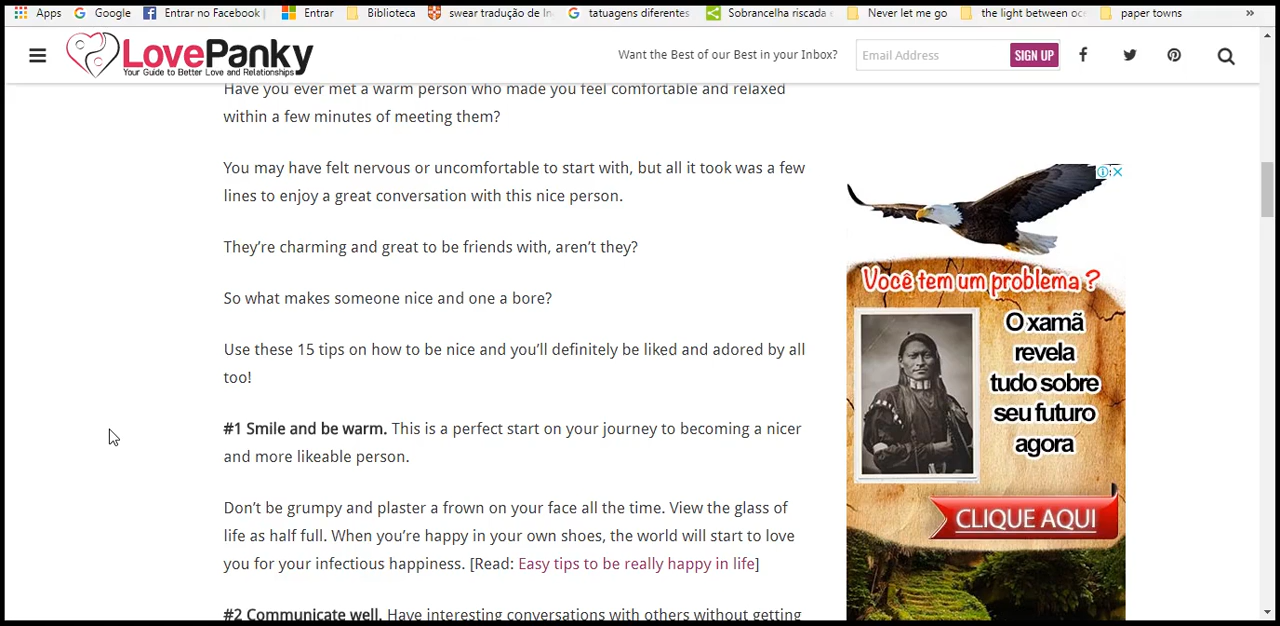 Apps Google Entrar no Facebook Entrar Biblioteca swear tradução de In tatuagens diferentes Sobrancelha riscada Never let me go the light between oce paper towns »
LovePanky
Your Guide to Better Love and Relationships
Want the Best of our Best in your Inbox? Email Address SIGN UP
Have you ever met a warm person who made you feel comfortable and relaxed
within a few minutes of meeting them?
You may have felt nervous or uncomfortable to start with, but all it took was a few
lines to enjoy a great conversation with this nice person.
They’re charming and great to be friends with, aren’t they?
So what makes someone nice and one a bore?
Use these 15 tips on how to be nice and you’ll definitely be liked and adored by all
too!
#1 Smile and be warm. This is a perfect start on your journey to becoming a nicer
and more likeable person.
Don’t be grumpy and plaster a frown on your face all the time. View the glass of
life as half full. When you’re happy in your own shoes, the world will start to love
you for your infectious happiness. [Read: Easy tips to be really happy in life]
#2 Communicate well. Have interesting conversations with others without getting
Você tem um problema ?
O xamã
revela
tudo sobre
seu futuro
agora
CLIQUE AQUI